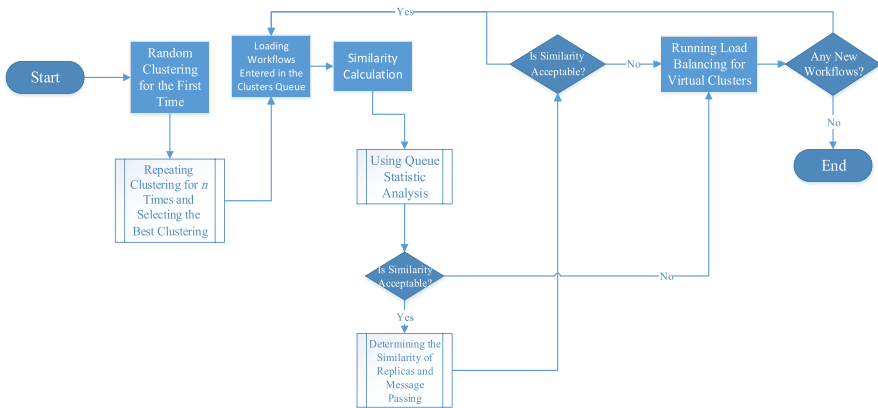 Start
Random
Clustering
for the First
Time
Repeating
Clustering for n
Times and
Selecting the
Best Clustering
Loading
Workflows
Entered in the
Clusters Queue
Similarity
Calculation
Using Queue
Statistic
Analysis
Is Similarity
Acceptable?
Yes
Determining the
Similarity of
Replicas and
Message
Passing
No
Is Similarity
Acceptable?
Yes
No
Running Load
Balancing for
Virtual Clusters
Any New
Workflows?
No
End